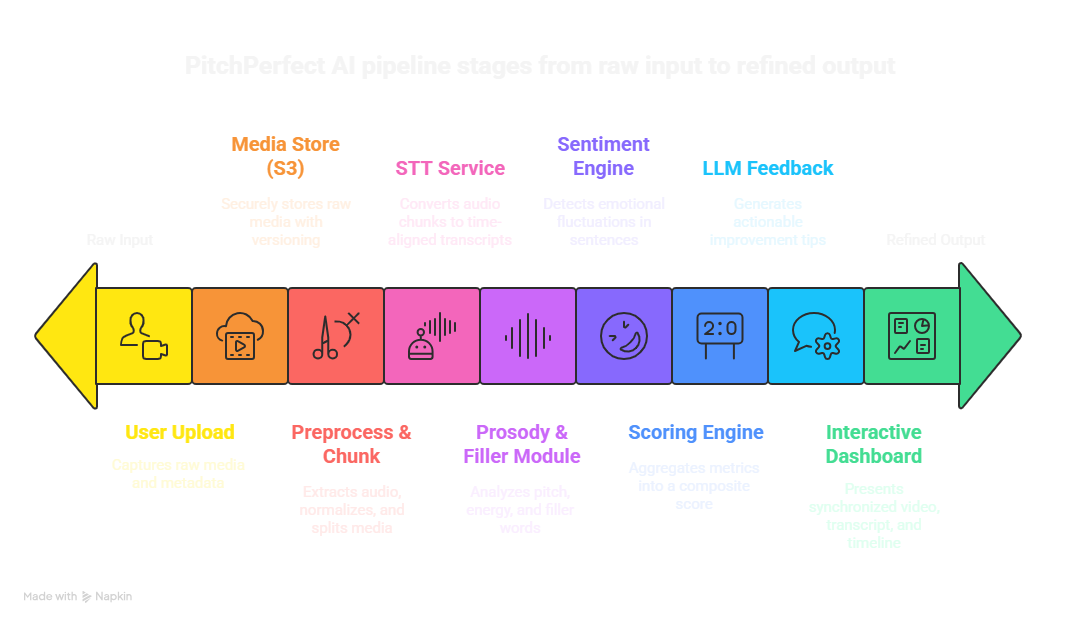 PitchPerfect AI pipeline stages from raw input to refined output
Media Store
(S3)
Securely stores raw
media with
versioning
STT Service
Converts audio
chunks to time-
aligned transcripts
Sentiment
Engine
Detects emotional
fluctuations in
sentences
LLM Feedback
Generates
actionable
improvement tips
Raw Input
Refined Output
2:0
User Upload
Captures raw media
and metadata
Preprocess &
Chunk
Extracts audio,
normalizes, and
splits media
Prosody &
Filler Module
Analyzes pitch,
energy, and filler
words
Scoring Engine
Aggregates metrics
into a composite
score
Interactive
Dashboard
Presents
synchronized video,
transcript, and
timeline
Made with Napkin